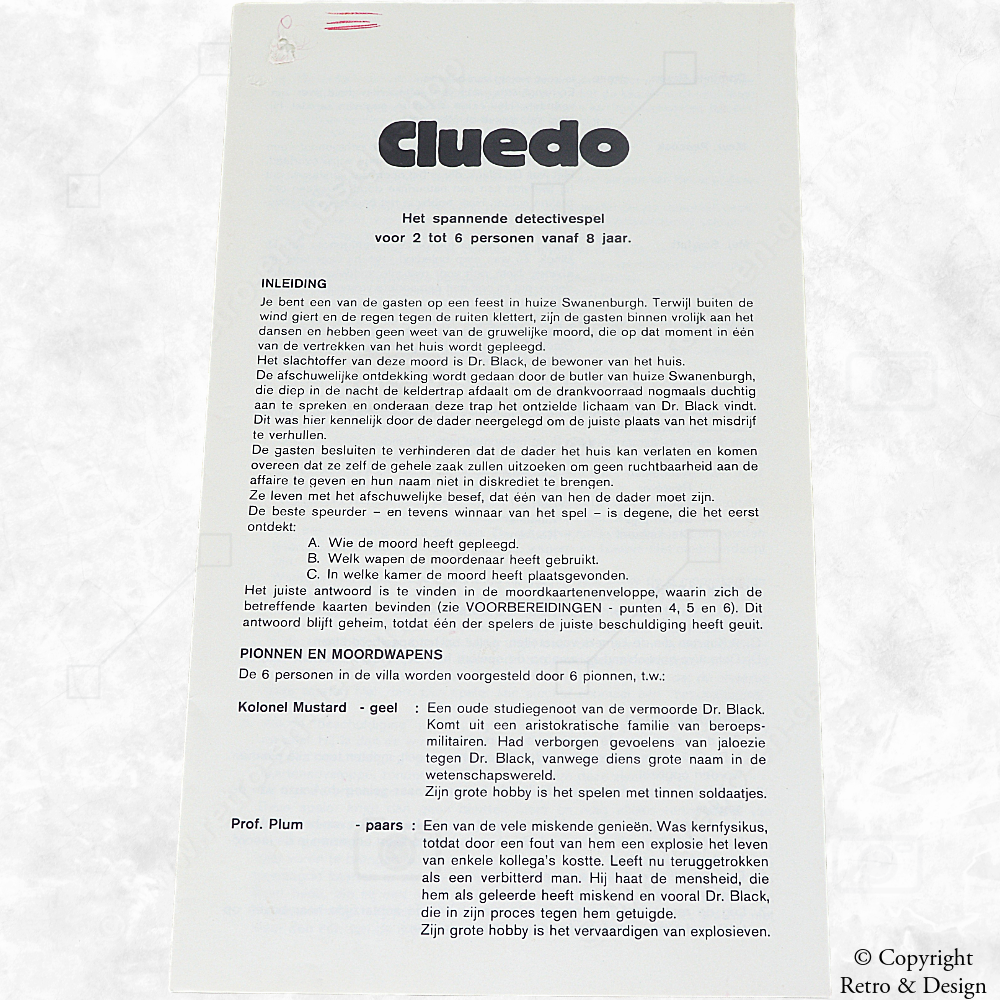 Cluedo
Het spannende detectivespel
voor 2 tot 6 personen vanaf 8 jaar.
INLEIDING
Je bent een van de gasten op een feest in huize Swanenburgh. Terwijl buiten de
wind giert en de regen tegen de ruiten klettert, zijn de gasten binnen vrolijk aan het
dansen en hebben geen weet van de gruwelijke moord, die op dat moment in één
van de vertrekken van het huis wordt gepleegd.
Het slachtoffer van deze moord is Dr. Black, de bewoner van het huis.
De afschuwelijke ontdekking wordt gedaan door de butler van huize Swanenburgh,
die diep in de nacht de keldertrap afdaalt om de drankvoorraad nogmaals duchtig
aan te spreken en onderaan deze trap het ontzielde lichaam van Dr. Black vindt.
Dit was hier kennelijk door de dader neergelegd om de juiste plaats van het misdrijf
te verhullen.
De gasten besluiten te verhinderen dat de dader het huis kan verlaten en komen
overeen dat ze zelf de gehele zaak zullen uitzoeken om geen ruchtbaarheid aan de
affaire te geven en hun naam niet in diskrediet te brengen.
Ze leven met het afschuwelijke besef, dat één van hen de dader moet zijn.
De beste speurder – en tevens winnaar van het spel – is degene, die het eerst
ontdekt:
A. Wie de moord heeft gepleegd.
B. Welk wapen de moordenaar heeft gebruikt.
C. In welke kamer de moord heeft plaatsgevonden.
Het juiste antwoord is te vinden in de moordkaartenenveloppe, waarin zich de
betreffende kaarten bevinden (zie VOORBEREIDINGEN - punten 4, 5 en 6). Dit
antwoord blijft geheim, totdat één der spelers de juiste beschuldiging heeft geuit.
PIONNEN EN MOORDWAPENS
De 6 personen in de villa worden voorgesteld door 6 pionnen, t.w.:
Kolonel Mustard - geel : Een oude studiegenoot van de vermoorde Dr. Black.
Komt uit een aristokratische familie van beroeps-
militairen. Had verborgen gevoelens van jaloezie
tegen Dr. Black, vanwege diens grote naam in de
wetenschapswereld.
Zijn grote hobby is het spelen met tinnen soldaatjes.
Prof. Plum - paars : Een van de vele miskende genieën. Was kernfysikus,
totdat door een fout van hem een explosie het leven
van enkele kollega's kostte. Leeft nu teruggetrokken
als een verbitterd man. Hij haat de mensheid, die
hem als geleerde heeft miskend en vooral Dr. Black,
die in zijn proces tegen hem getuigde.
Zijn grote hobby is het vervaardigen van explosieven.
© Copyright
Retro & Design